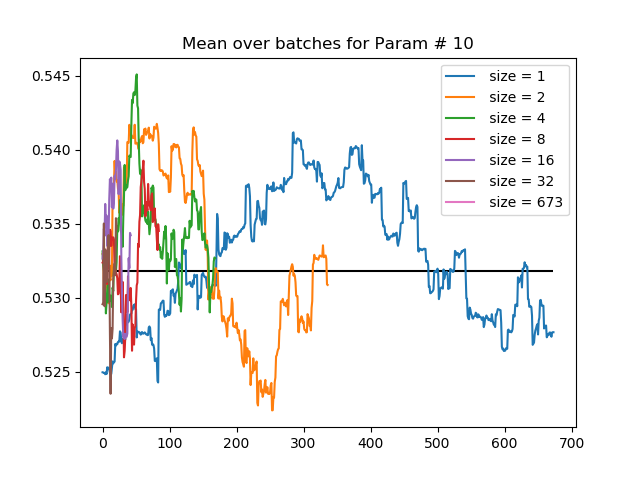 Mean over batches for Param # 10
0.545
0.540
0.535
0.530
0.525
0
100
200
300
400
500
600
700
size = 1
size = 2
size = 4
size = 8
size = 16
size = 32
size = 673